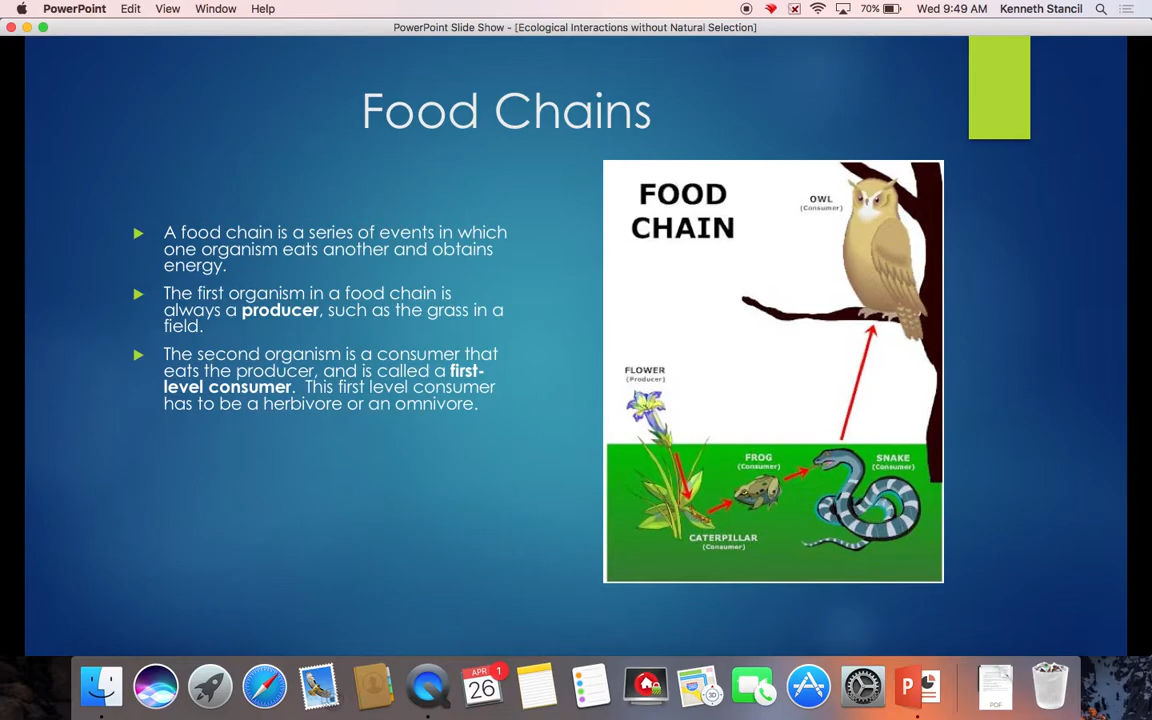 PowerPoint Edit View Window Help 70% Wed 9:49 AM Kenneth Stancil
PowerPoint Slide Show - [Ecological Interactions without Natural Selection]
Food Chains
A food chain is a series of events in which
one organism eats another and obtains
energy.
The first organism in a food chain is
always a producer, such as the grass in a
field.
The second organism is a consumer that
eats the producer, and is called a first-
level consumer. This first level consumer
has to be a herbivore or an omnivore.
FOOD
CHAIN
OWL
(Consumer)
FLOWER
(Producer)
FROG
(Consumer)
SNAKE
(Consumer)
CATERPILLAR
(Consumer)
APR
26
1
3D
P
PDF